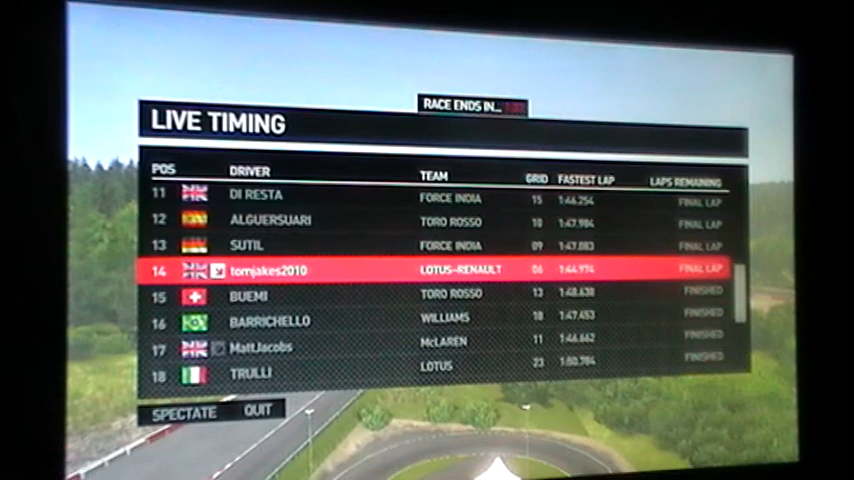 RACE ENDS IN...
LIVE TIMING
POS DRIVER TEAM GRID FASTEST LAP LAPS REMAINING
11 DI RESTA FORCE INDIA 15 1:46.254 FINAL LAP
12 ALGUERSUARI TORO ROSSO 10 1:47.984 FINAL LAP
13 SUTIL FORCE INDIA 09 1:47.083 FINAL LAP
14 tomjakes2010 LOTUS-RENAULT 06 1:44.974 FINAL LAP
15 BUEMI TORO ROSSO 13 1:48.638 FINISHED
16 BARRICHELLO WILLIAMS 18 1:47.453 FINISHED
17 MattJacobs McLAREN 11 1:46.662 FINISHED
18 TRULLI LOTUS 23 1:50.784 FINISHED
SPECTATE QUIT